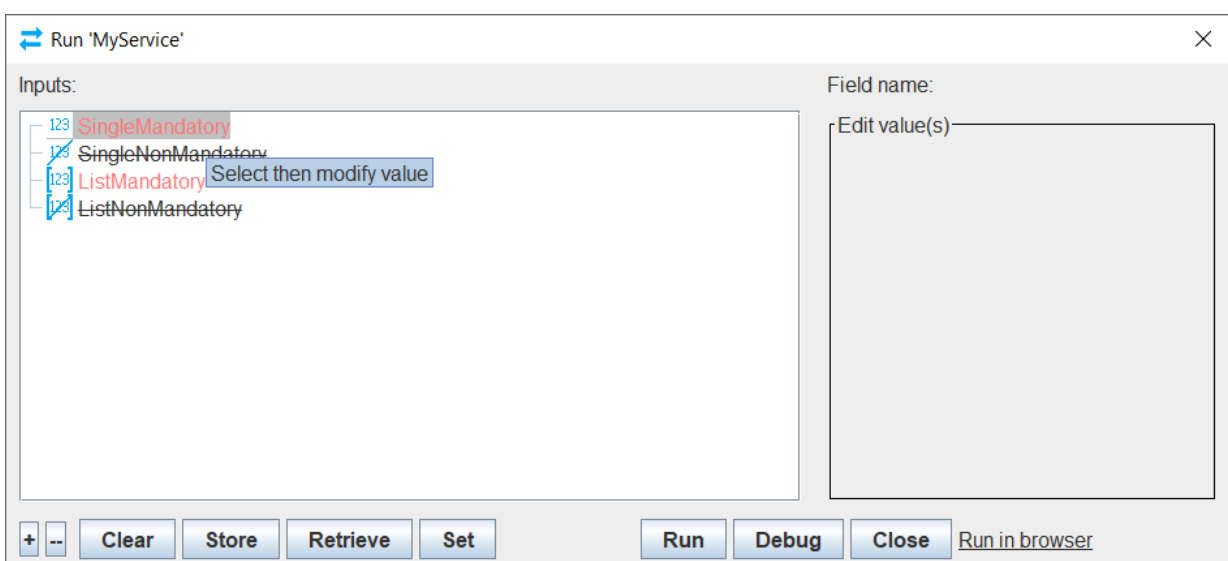 Run 'MyService'
Inputs:
Field name:
123 SingleMandatory
Edit value(s)
123 SingleNonMandatory
Select then modify value
[123] ListMandatory
[123] ListNonMandatory
+ -- Clear Store Retrieve Set Run Debug Close Run in browser